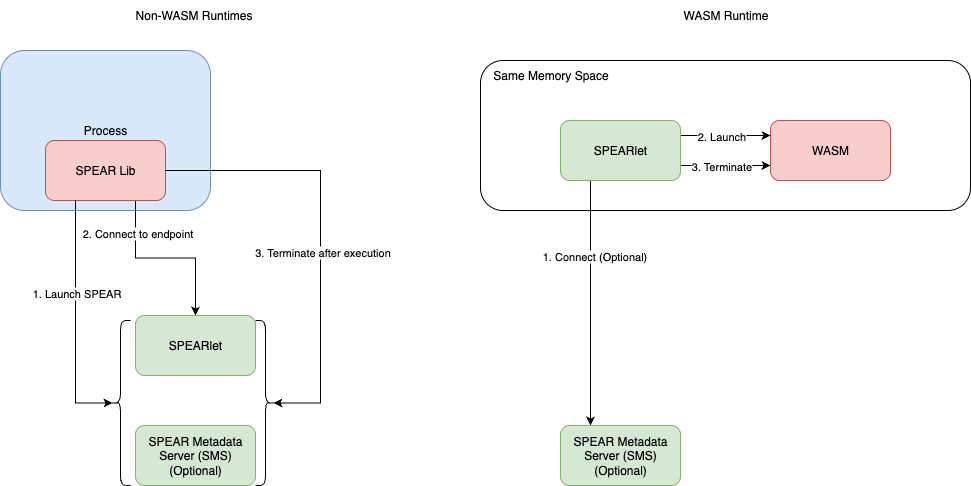 Non-WASM Runtimes
Process
SPEAR Lib
2. Connect to endpoint
3. Terminate after execution
1. Launch SPEAR
SPEARlet
SPEAR Metadata
Server (SMS)
(Optional)
WASM Runtime
Same Memory Space
SPEARlet
2. Launch
3. Terminate
WASM
1. Connect (Optional)
SPEAR Metadata
Server (SMS)
(Optional)